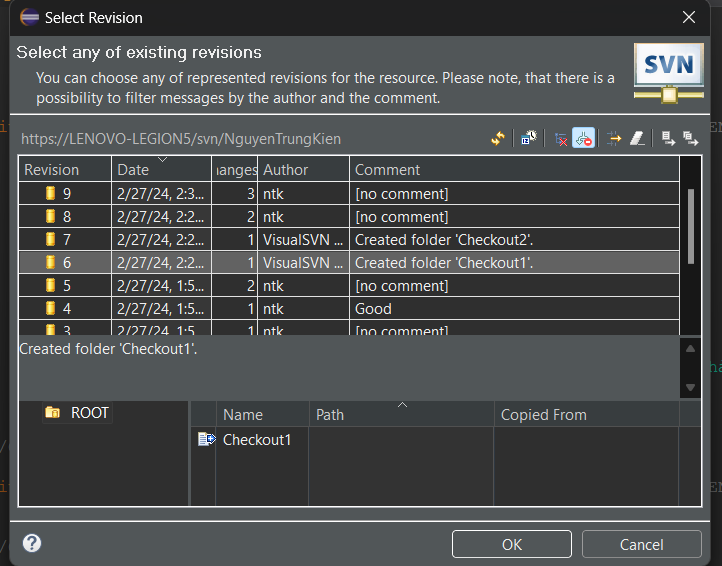 Select Revision
Select any of existing revisions
You can choose any of represented revisions for the resource. Please note, that there is a
possibility to filter messages by the author and the comment.
SVN
https://LENOVO-LEGION5/svn/NguyenTrungKien
Revision Date hanges Author Comment
9 2/27/24, 2:3... 3 ntk [no comment]
8 2/27/24, 2:2... 2 ntk [no comment]
7 2/27/24, 2:2... 1 VisualSVN ... Created folder 'Checkout2'.
6 2/27/24, 2:2... 1 VisualSVN ... Created folder 'Checkout1'.
5 2/27/24, 1:5... 2 ntk [no comment]
4 2/27/24, 1:5... 1 ntk Good
3 2/27/24, 1:5... 1 ntk [no comment]
Created folder 'Checkout1'.
ROOT
Name Path Copied From
Checkout1
OK Cancel